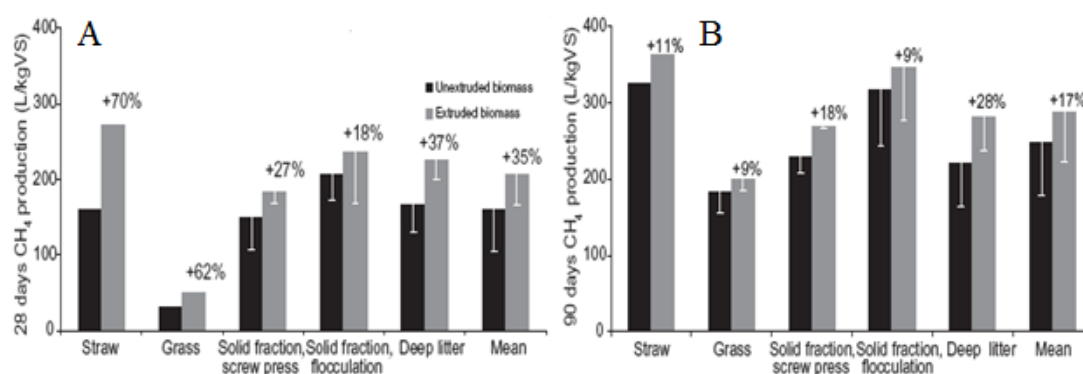 A
28 days CH4 production (L/kgVS)
400
300
200
100
0
+70%
+62%
+27%
+18%
+37%
+35%
Unextruded biomass
Extruded biomass
Straw
Grass
Solid fraction,
screw press
Solid fraction,
flocculation
Deep litter
Mean
B
90 days CH4 production (L/kgVS)
400
300
200
100
0
+11%
+9%
+18%
+9%
+28%
+17%
Straw
Grass
Solid fraction,
screw press
Solid fraction,
flocculation
Deep litter
Mean